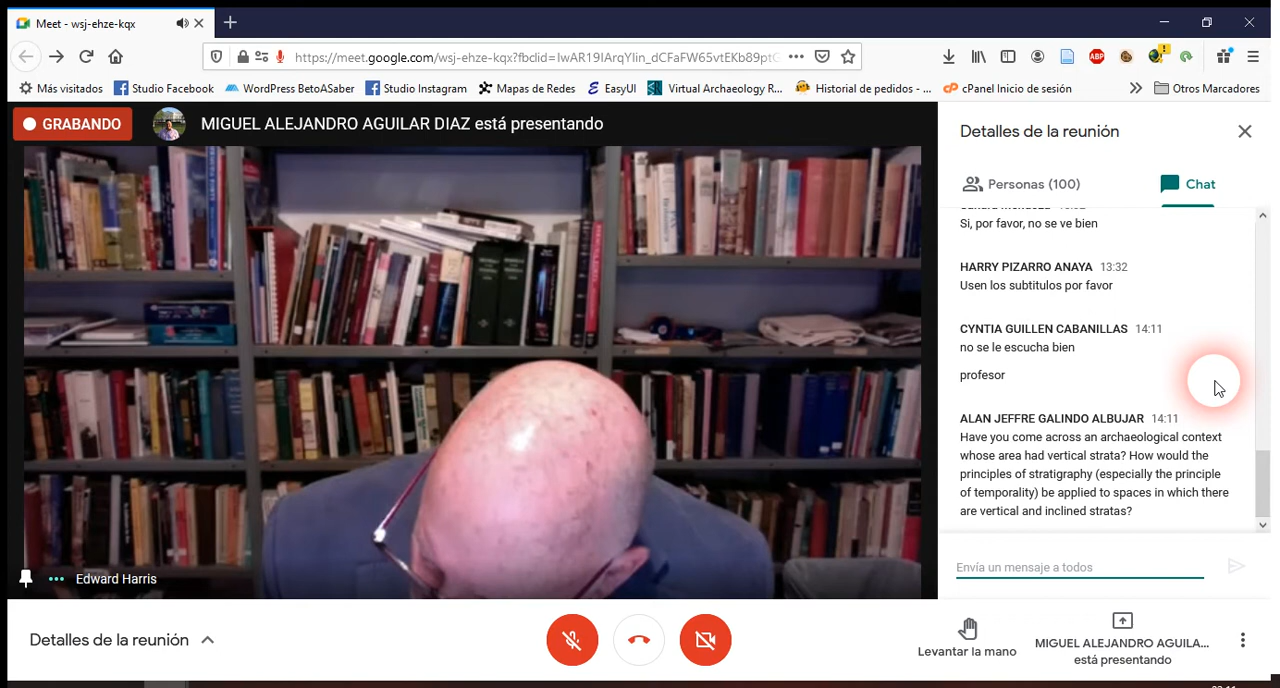 Meet - wsj-ehze-kqx
https://meet.google.com/wsj-ehze-kqx?fbclid=IwAR19IArqYIin_dCFaFW65vtEKb89ptG
ABP
Más visitados
Studio Facebook
WordPress BetoASaber
Studio Instagram
Mapas de Redes
EasyUI
Virtual Archaeology R...
Historial de pedidos - ...
cPanel Inicio de sesión
Otros Marcadores
GRABANDO
MIGUEL ALEJANDRO AGUILAR DIAZ está presentando
Edward Harris
Detalles de la reunión
Personas (100)
Chat
Si, por favor, no se ve bien
HARRY PIZARRO ANAYA 13:32
Usen los subtitulos por favor
CYNTIA GUILLEN CABANILLAS 14:11
no se le escucha bien
profesor
ALAN JEFFRE GALINDO ALBUJAR 14:11
Have you come across an archaeological context
whose area had vertical strata? How would the
principles of stratigraphy (especially the principle
of temporality) be applied to spaces in which there
are vertical and inclined stratas?
Envía un mensaje a todos
Detalles de la reunión
Levantar la mano
MIGUEL ALEJANDRO AGUILA...
está presentando